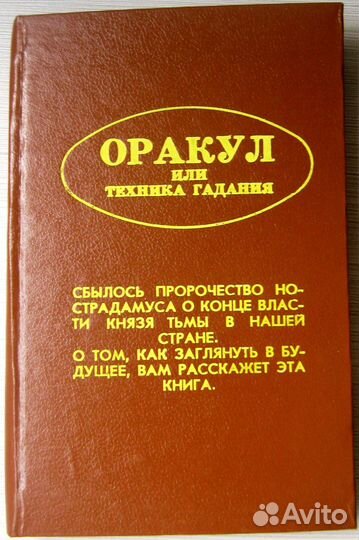 ОРАКУЛ
ИЛИ
ТЕХНИКА ГАДАНИЯ
СБЫЛОСЬ ПРОРОЧЕСТВО НО-
СТРАДАМУСА О КОНЦЕ ВЛАС-
ТИ КНЯЗЯ ТЬМЫ В НАШЕЙ
СТРАНЕ.
О ТОМ, КАК ЗАГЛЯНУТЬ В БУ-
ДУЩЕЕ, ВАМ РАССКАЖЕТ ЭТА
КНИГА.
Avito